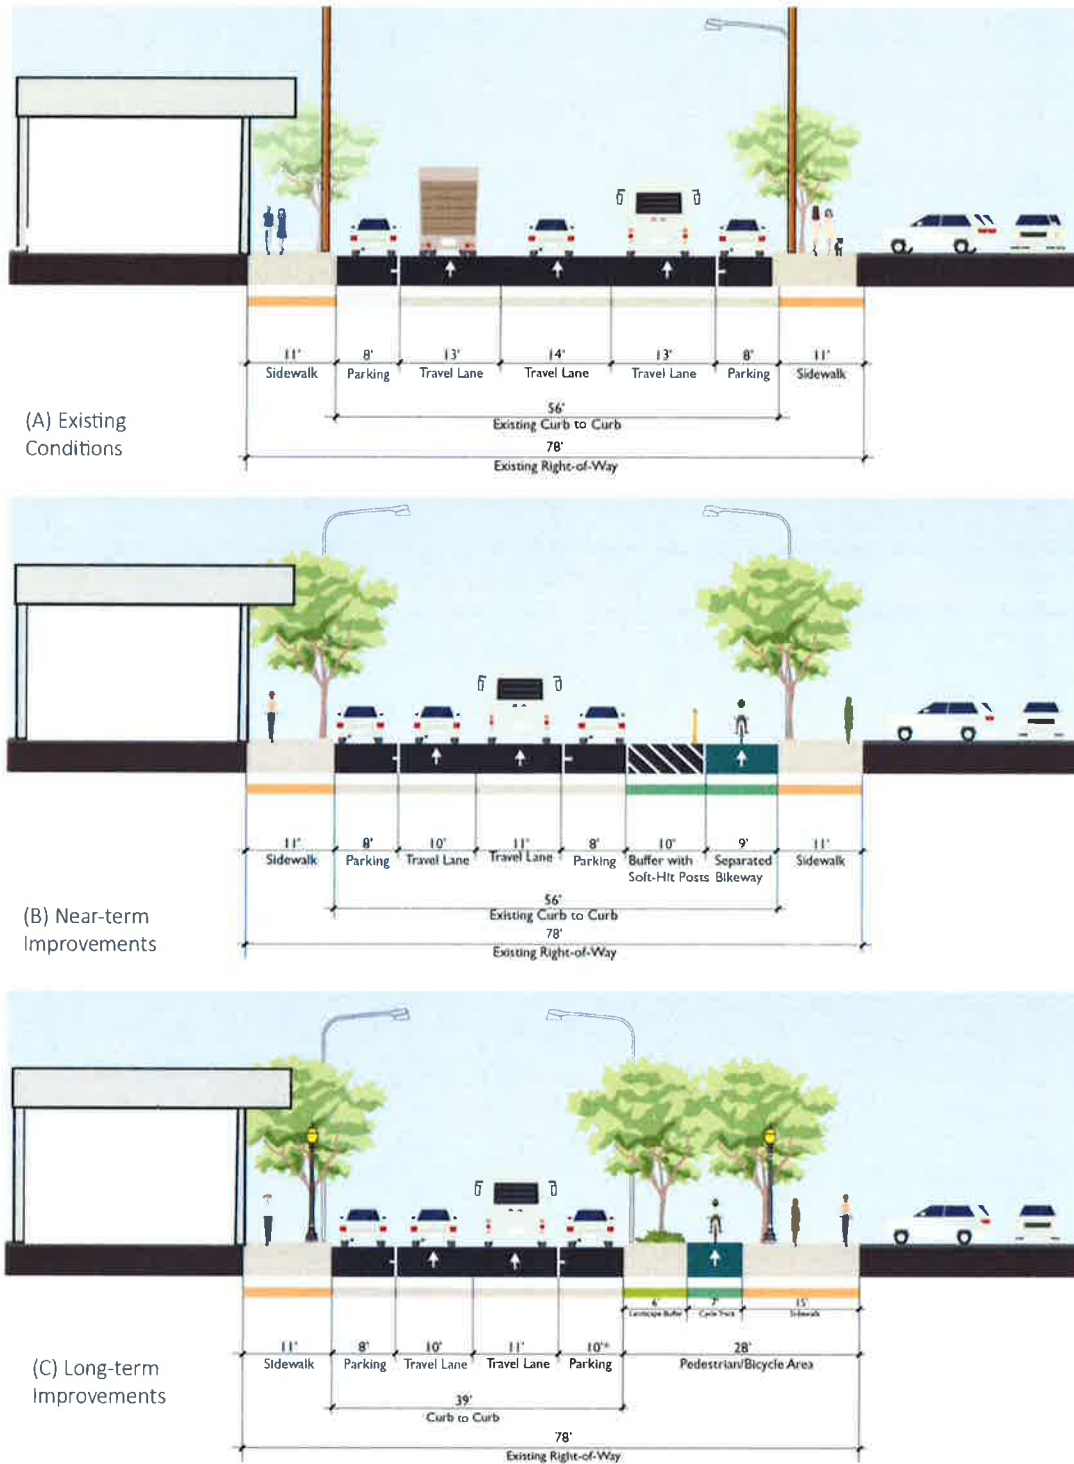 11' 8' 13' 14' 13' 8' 11'
Sidewalk Parking Travel Lane Travel Lane Travel Lane Parking Sidewalk
56'
Existing Curb to Curb
(A) Existing
Conditions
78'
Existing Right-of-Way
11' 8' 10' 11' 8' 10' 9' 11'
Sidewalk Parking Travel Lane Travel Lane Parking Buffer with Separated Sidewalk
Soft-Hit Posts Bikeway
56'
Existing Curb to Curb
(B) Near-term
Improvements
78'
Existing Right-of-Way
6' 7' 15'
Landscape Buffer Cycle Track Sidewalk
11' 8' 10' 11' 10'* 28'
Sidewalk Parking Travel Lane Travel Lane Parking Pedestrian/Bicycle Area
(C) Long-term
Improvements
39'
Curb to Curb
78'
Existing Right-of-Way